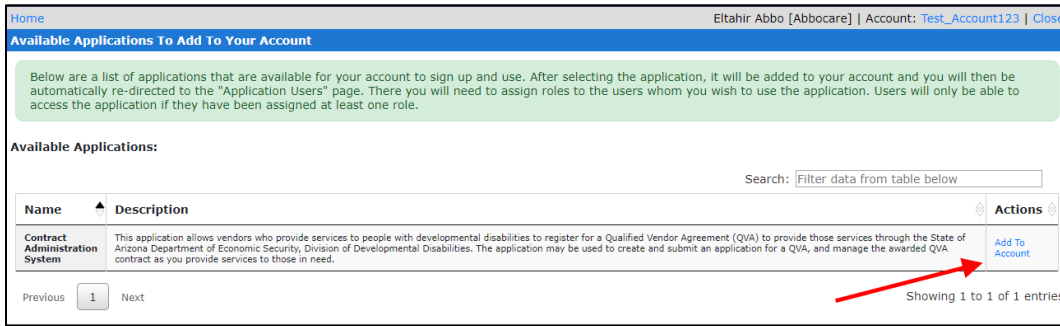 Home Eltahir Abbo [Abbocare] | Account: Test_Account123 | Close
Available Applications To Add To Your Account
Below are a list of applications that are available for your account to sign up and use. After selecting the application, it will be added to your account and you will then be
automatically re-directed to the "Application Users" page. There you will need to assign roles to the users whom you wish to use the application. Users will only be able to
access the application if they have been assigned at least one role.
Available Applications:
Search: Filter data from table below
Name Description Actions
Contract
Administration
System
This application allows vendors who provide services to people with developmental disabilities to register for a Qualified Vendor Agreement (QVA) to provide those services through the State of
Arizona Department of Economic Security, Division of Developmental Disabilities. The application may be used to create and submit an application for a QVA, and manage the awarded QVA
contract as you provide services to those in need.
Add To
Account
Previous 1 Next Showing 1 to 1 of 1 entries